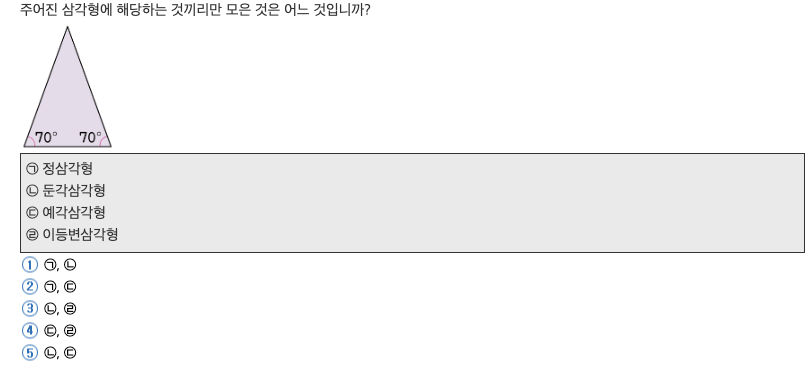 주어진 삼각형에 해당하는 것끼리만 모은 것은 어느 것입니까?
70° 70°
㉠ 정삼각형
㉡ 둔각삼각형
㉢ 예각삼각형
㉣ 이등변삼각형
① ㉠, ㉡
② ㉠, ㉢
③ ㉡, ㉣
④ ㉢, ㉣
⑤ ㉡, ㉢